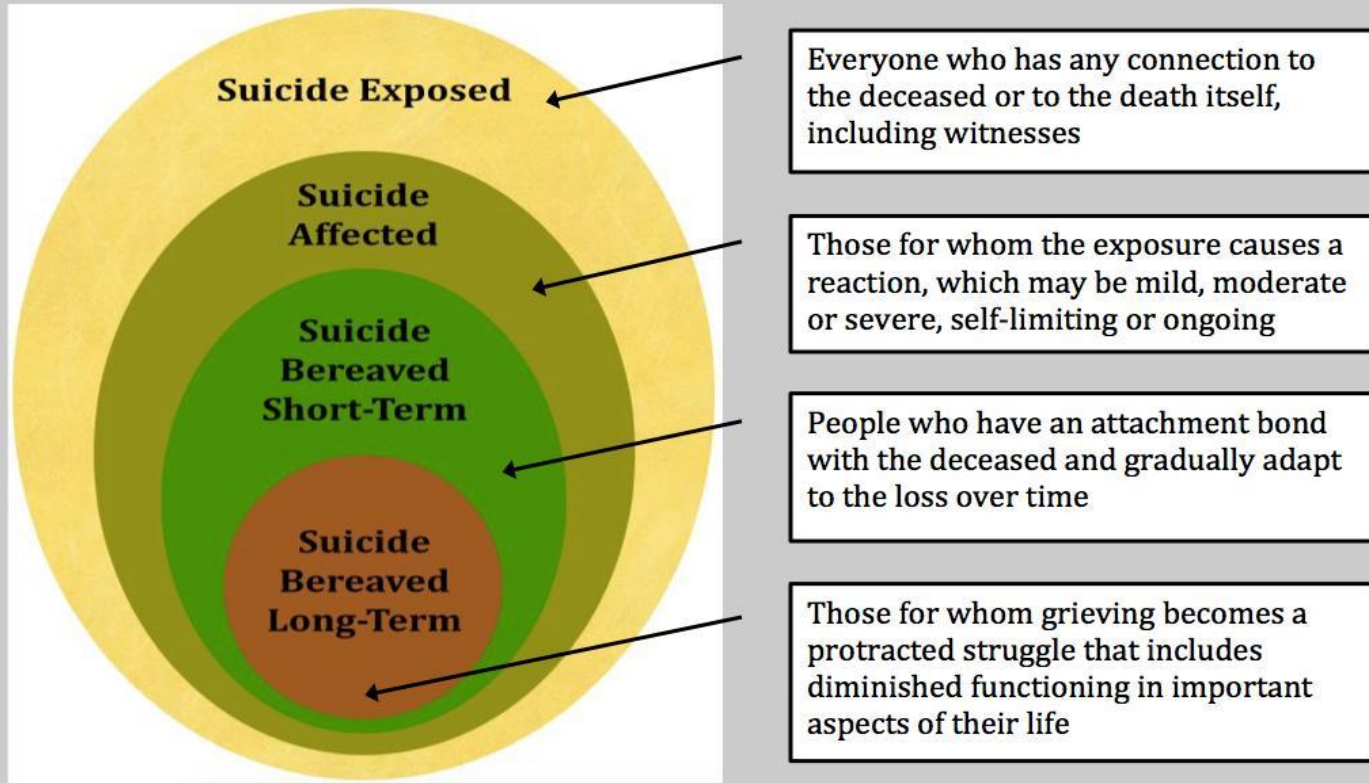 Suicide Exposed
Everyone who has any connection to
the deceased or to the death itself,
including witnesses
Suicide
Affected
Those for whom the exposure causes a
reaction, which may be mild, moderate
or severe, self-limiting or ongoing
Suicide
Bereaved
Short-Term
People who have an attachment bond
with the deceased and gradually adapt
to the loss over time
Suicide
Bereaved
Long-Term
Those for whom grieving becomes a
protracted struggle that includes
diminished functioning in important
aspects of their life